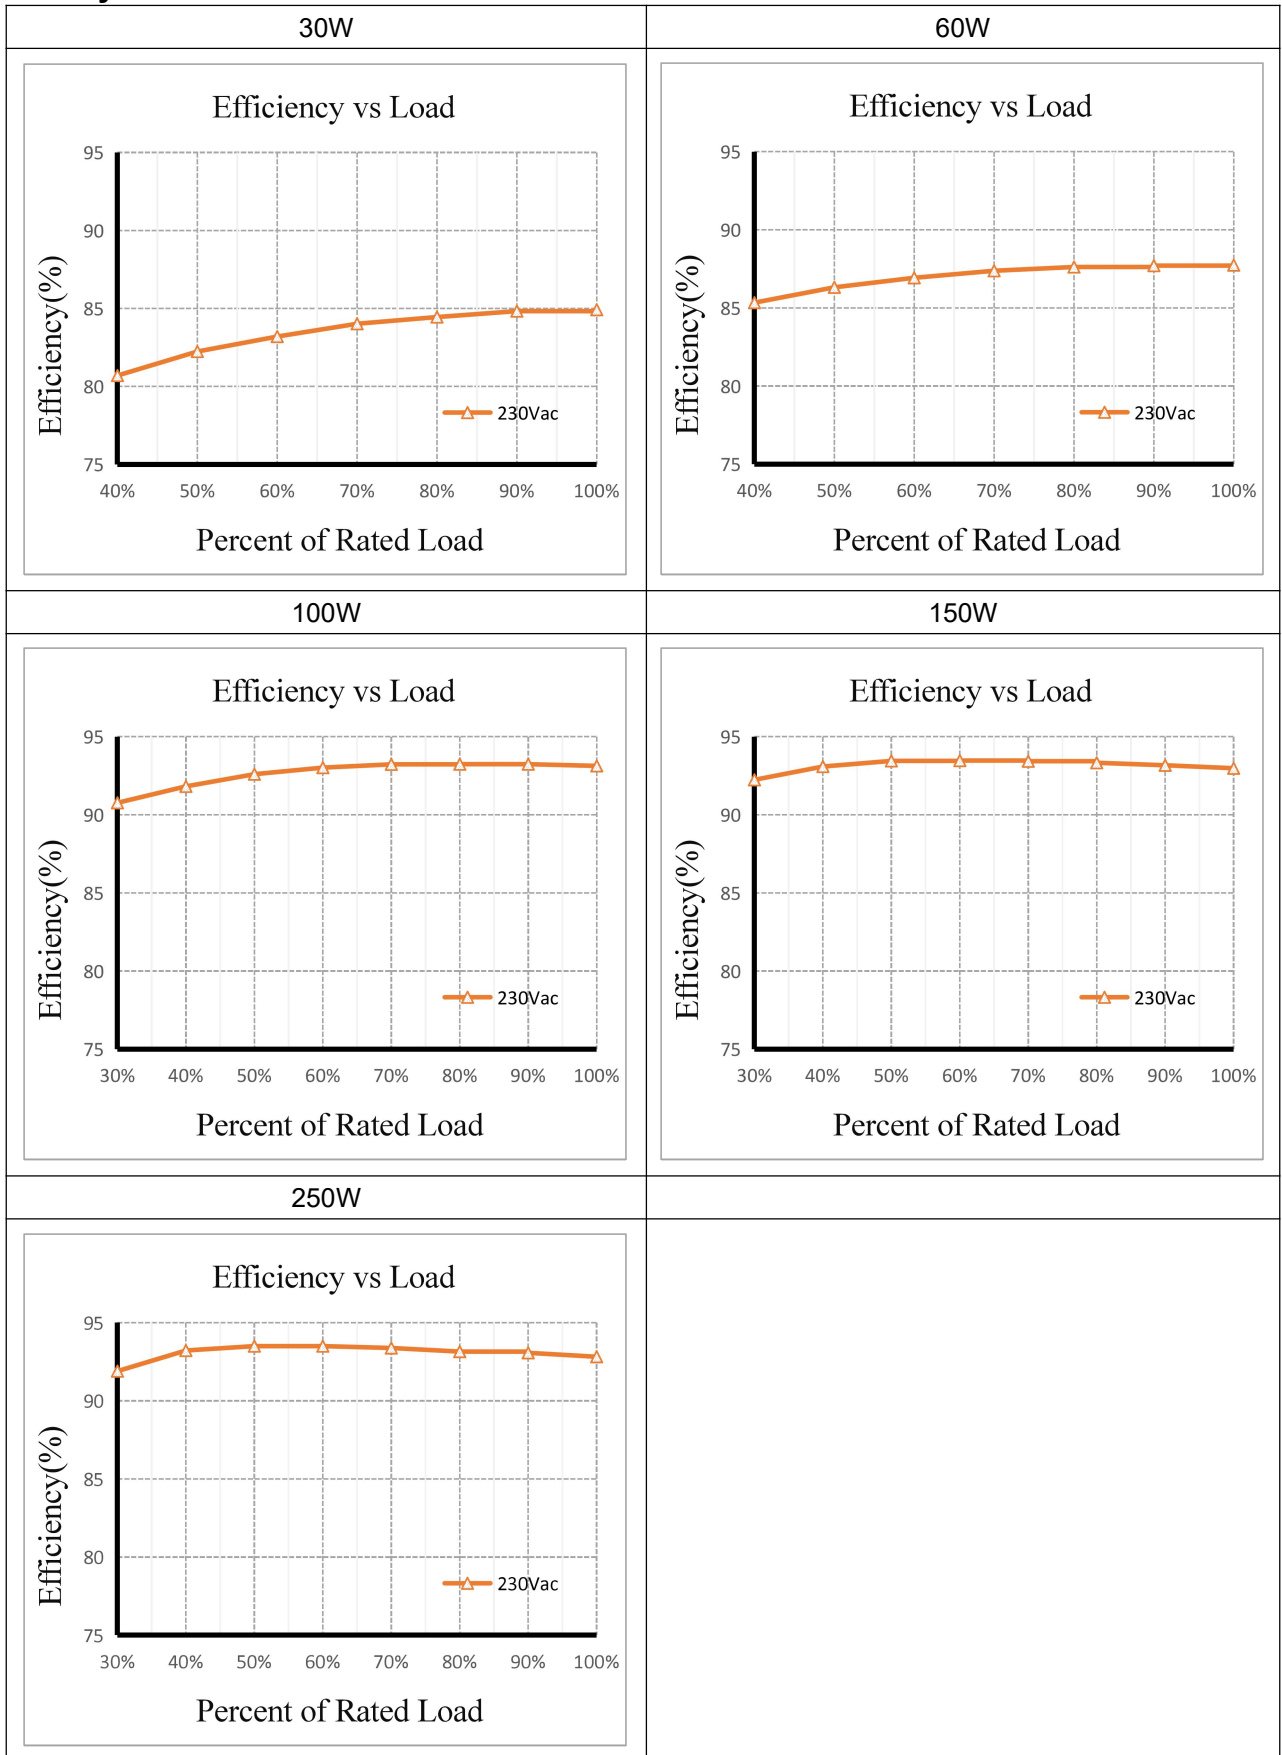 30W
60W
Efficiency vs Load
95
90
85
80
75
Efficiency(%)
230Vac
40% 50% 60% 70% 80% 90% 100%
Percent of Rated Load
Efficiency vs Load
95
90
85
80
75
Efficiency(%)
230Vac
40% 50% 60% 70% 80% 90% 100%
Percent of Rated Load
100W
150W
Efficiency vs Load
95
90
85
80
75
Efficiency(%)
230Vac
30% 40% 50% 60% 70% 80% 90% 100%
Percent of Rated Load
Efficiency vs Load
95
90
85
80
75
Efficiency(%)
230Vac
30% 40% 50% 60% 70% 80% 90% 100%
Percent of Rated Load
250W
Efficiency vs Load
95
90
85
80
75
Efficiency(%)
230Vac
30% 40% 50% 60% 70% 80% 90% 100%
Percent of Rated Load